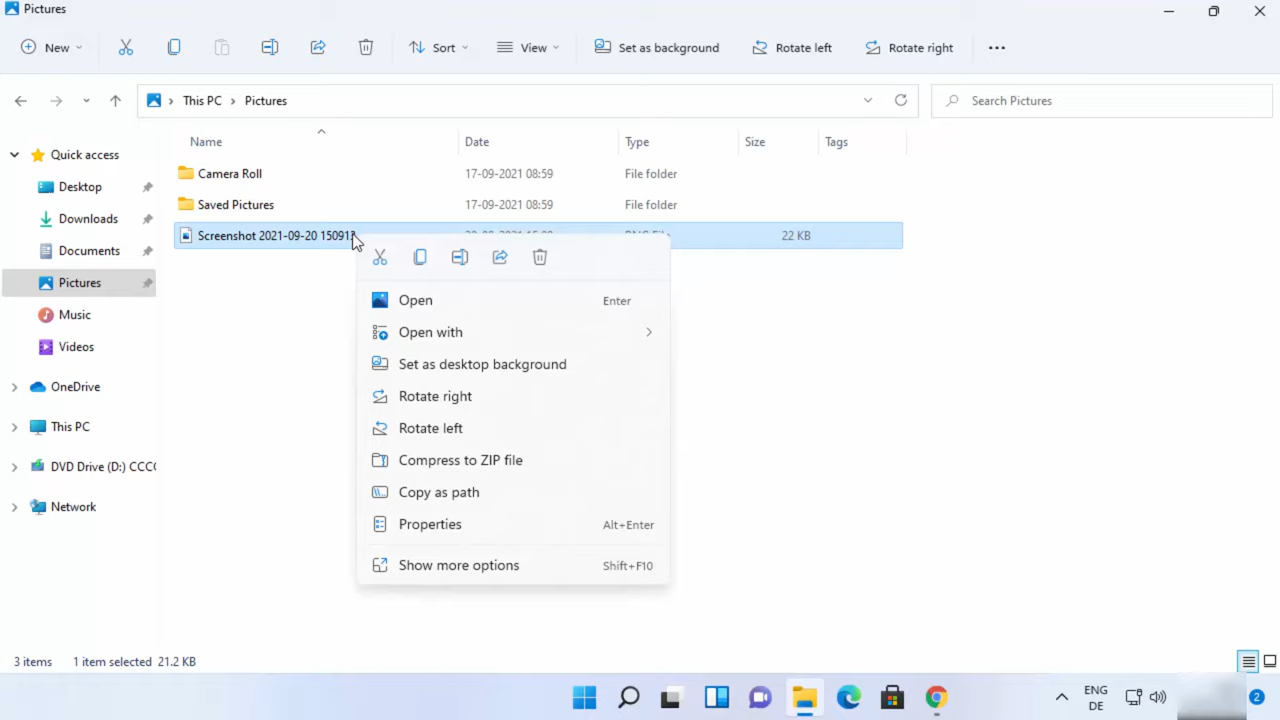 Pictures
New
Sort
View
Set as background
Rotate left
Rotate right
This PC
Pictures
Search Pictures
Name
Date
Type
Size
Tags
Quick access
Desktop
Downloads
Documents
Pictures
Music
Videos
OneDrive
This PC
DVD Drive (D:) CCC
Network
Camera Roll
17-09-2021 08:59
File folder
Saved Pictures
17-09-2021 08:59
File folder
Screenshot 2021-09-20
22 KB
Open
Enter
Open with
Set as desktop background
Rotate right
Rotate left
Compress to ZIP file
Copy as path
Properties
Alt+Enter
Show more options
Shift+F10
3 items
1 item selected 21.2 KB
ENG
DE
2